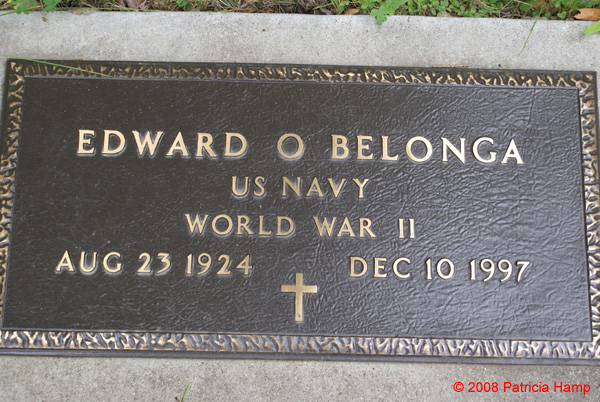 EDWARD O BELONGA
US NAVY
WORLD WAR II
AUG 23 1924 DEC 10 1997
© 2008 Patricia Hamp